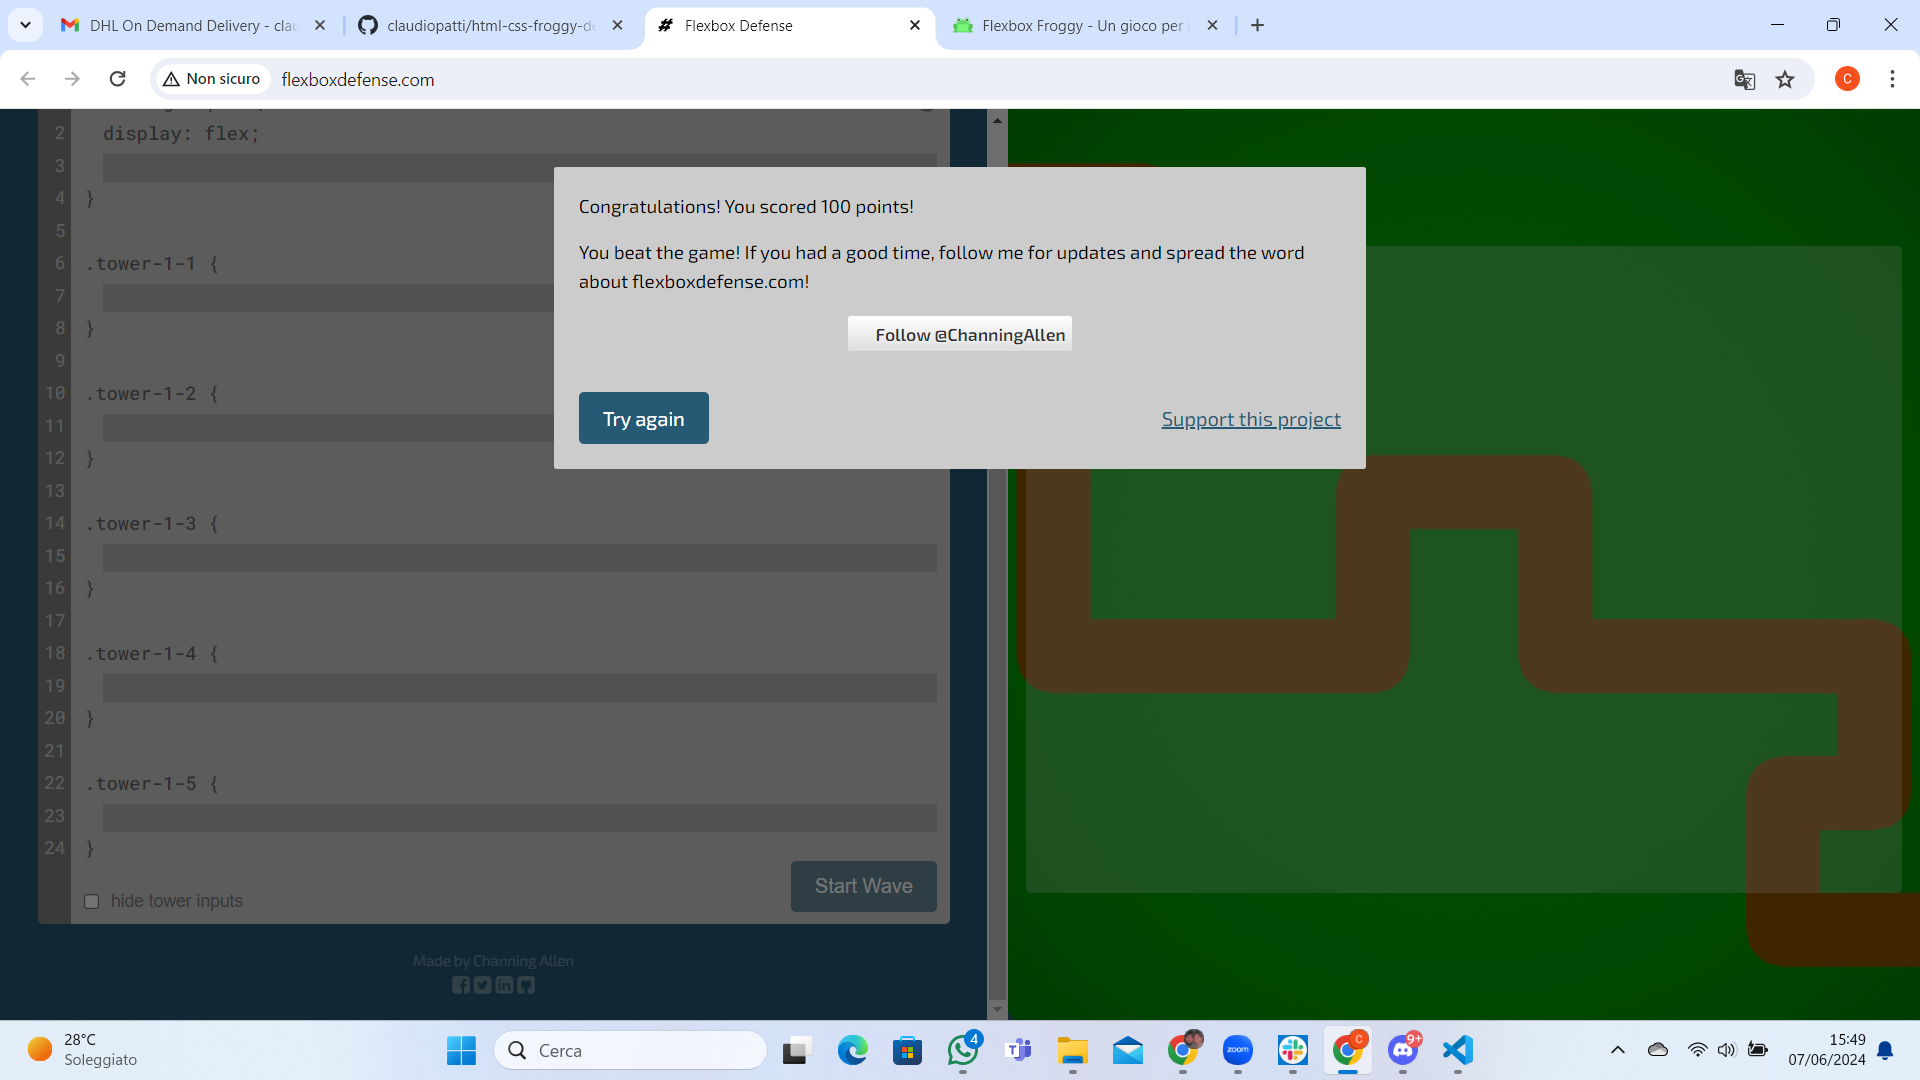 DHL On Demand Delivery - clau
claudiopatti/html-css-froggy-de
Flexbox Defense
Flexbox Froggy - Un gioco per i
Non sicuro
flexboxdefense.com
C
2 display: flex;
3
4 }
5
6 .tower-1-1 {
7
8 }
9
10 .tower-1-2 {
11
12 }
13
14 .tower-1-3 {
15
16 }
17
18 .tower-1-4 {
19
20 }
21
22 .tower-1-5 {
23
24 }
hide tower inputs
Start Wave
Made by Channing Allen
Congratulations! You scored 100 points!
You beat the game! If you had a good time, follow me for updates and spread the word
about flexboxdefense.com!
Follow @ChanningAllen
Try again
Support this project
28°C
Soleggiato
Cerca
4
zoom
C
9+
15:49
07/06/2024